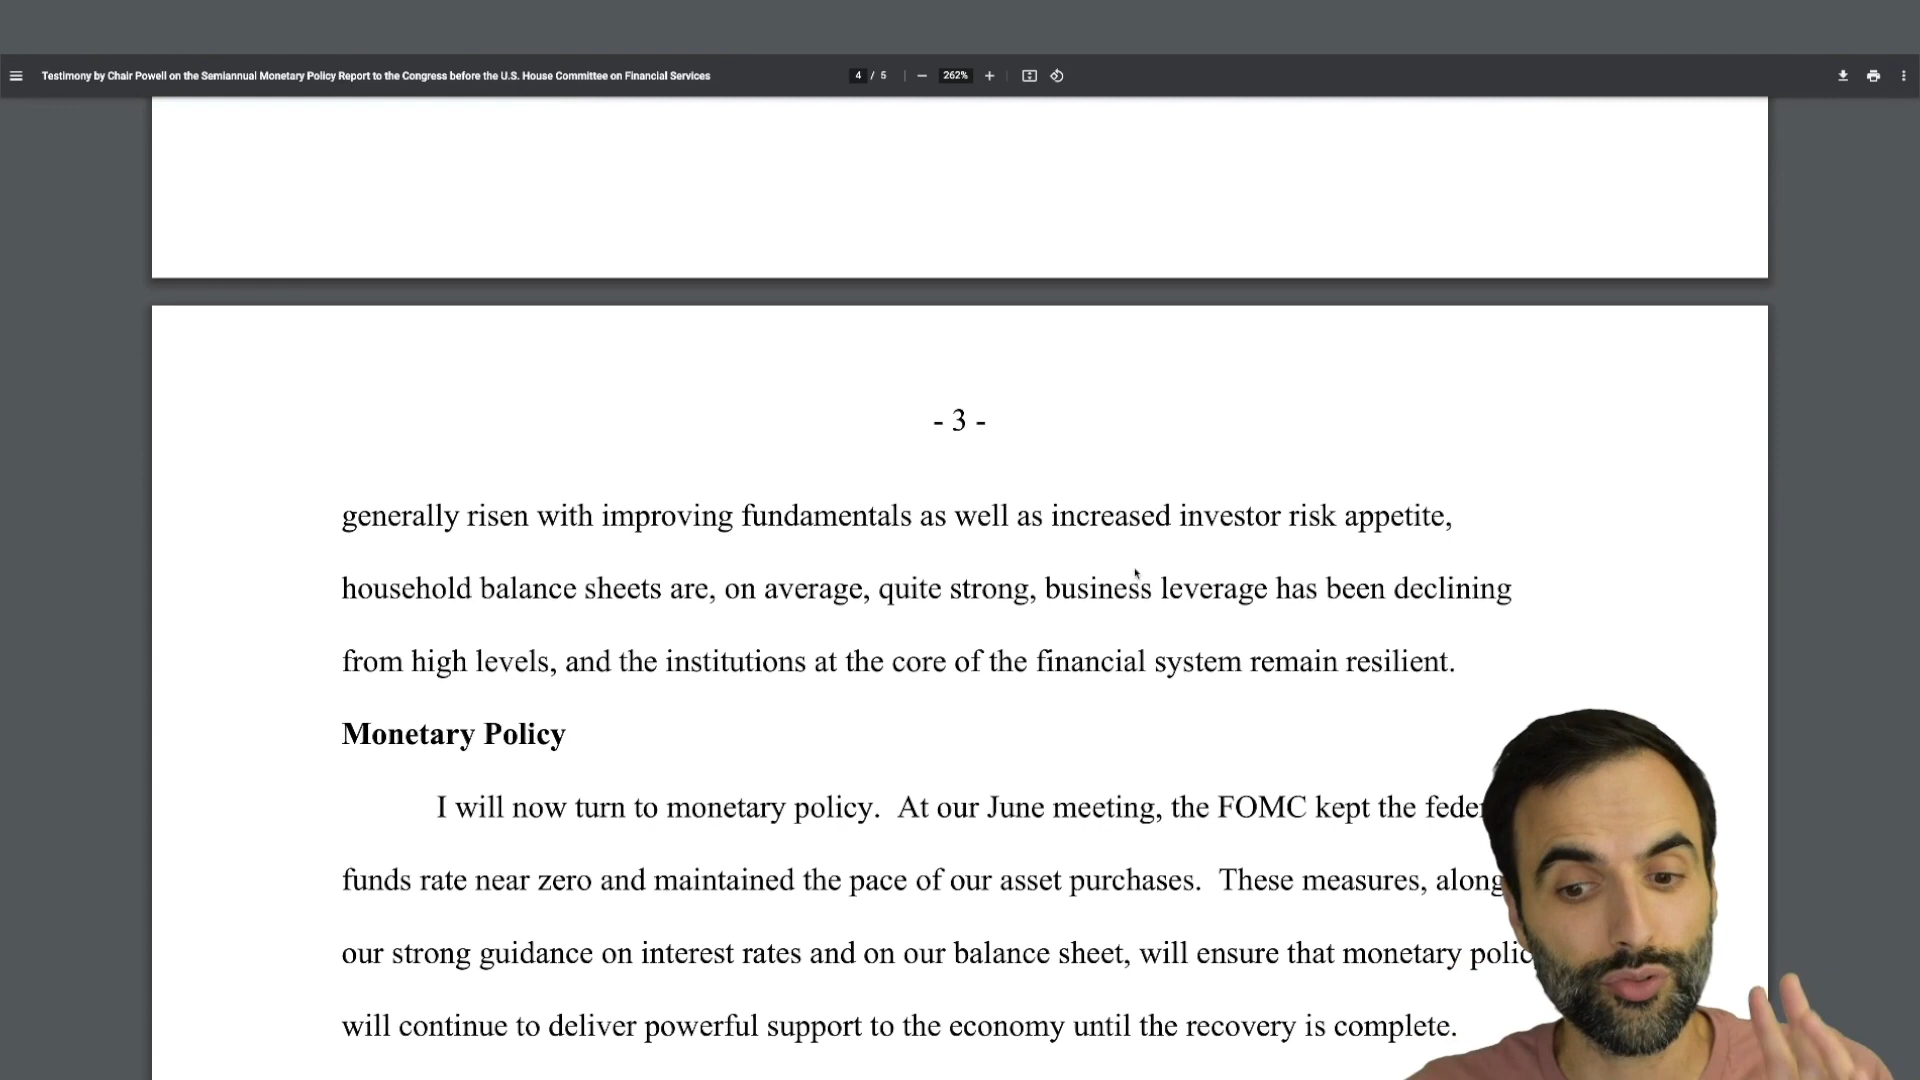 Testimony by Chair Powell on the Semiannual Monetary Policy Report to the Congress before the U.S. House Committee on Financial Services
4 / 5
262%
- 3 -
generally risen with improving fundamentals as well as increased investor risk appetite,
household balance sheets are, on average, quite strong, business leverage has been declining
from high levels, and the institutions at the core of the financial system remain resilient.
Monetary Policy
I will now turn to monetary policy. At our June meeting, the FOMC kept the feder
funds rate near zero and maintained the pace of our asset purchases. These measures, along
our strong guidance on interest rates and on our balance sheet, will ensure that monetary polic
will continue to deliver powerful support to the economy until the recovery is complete.